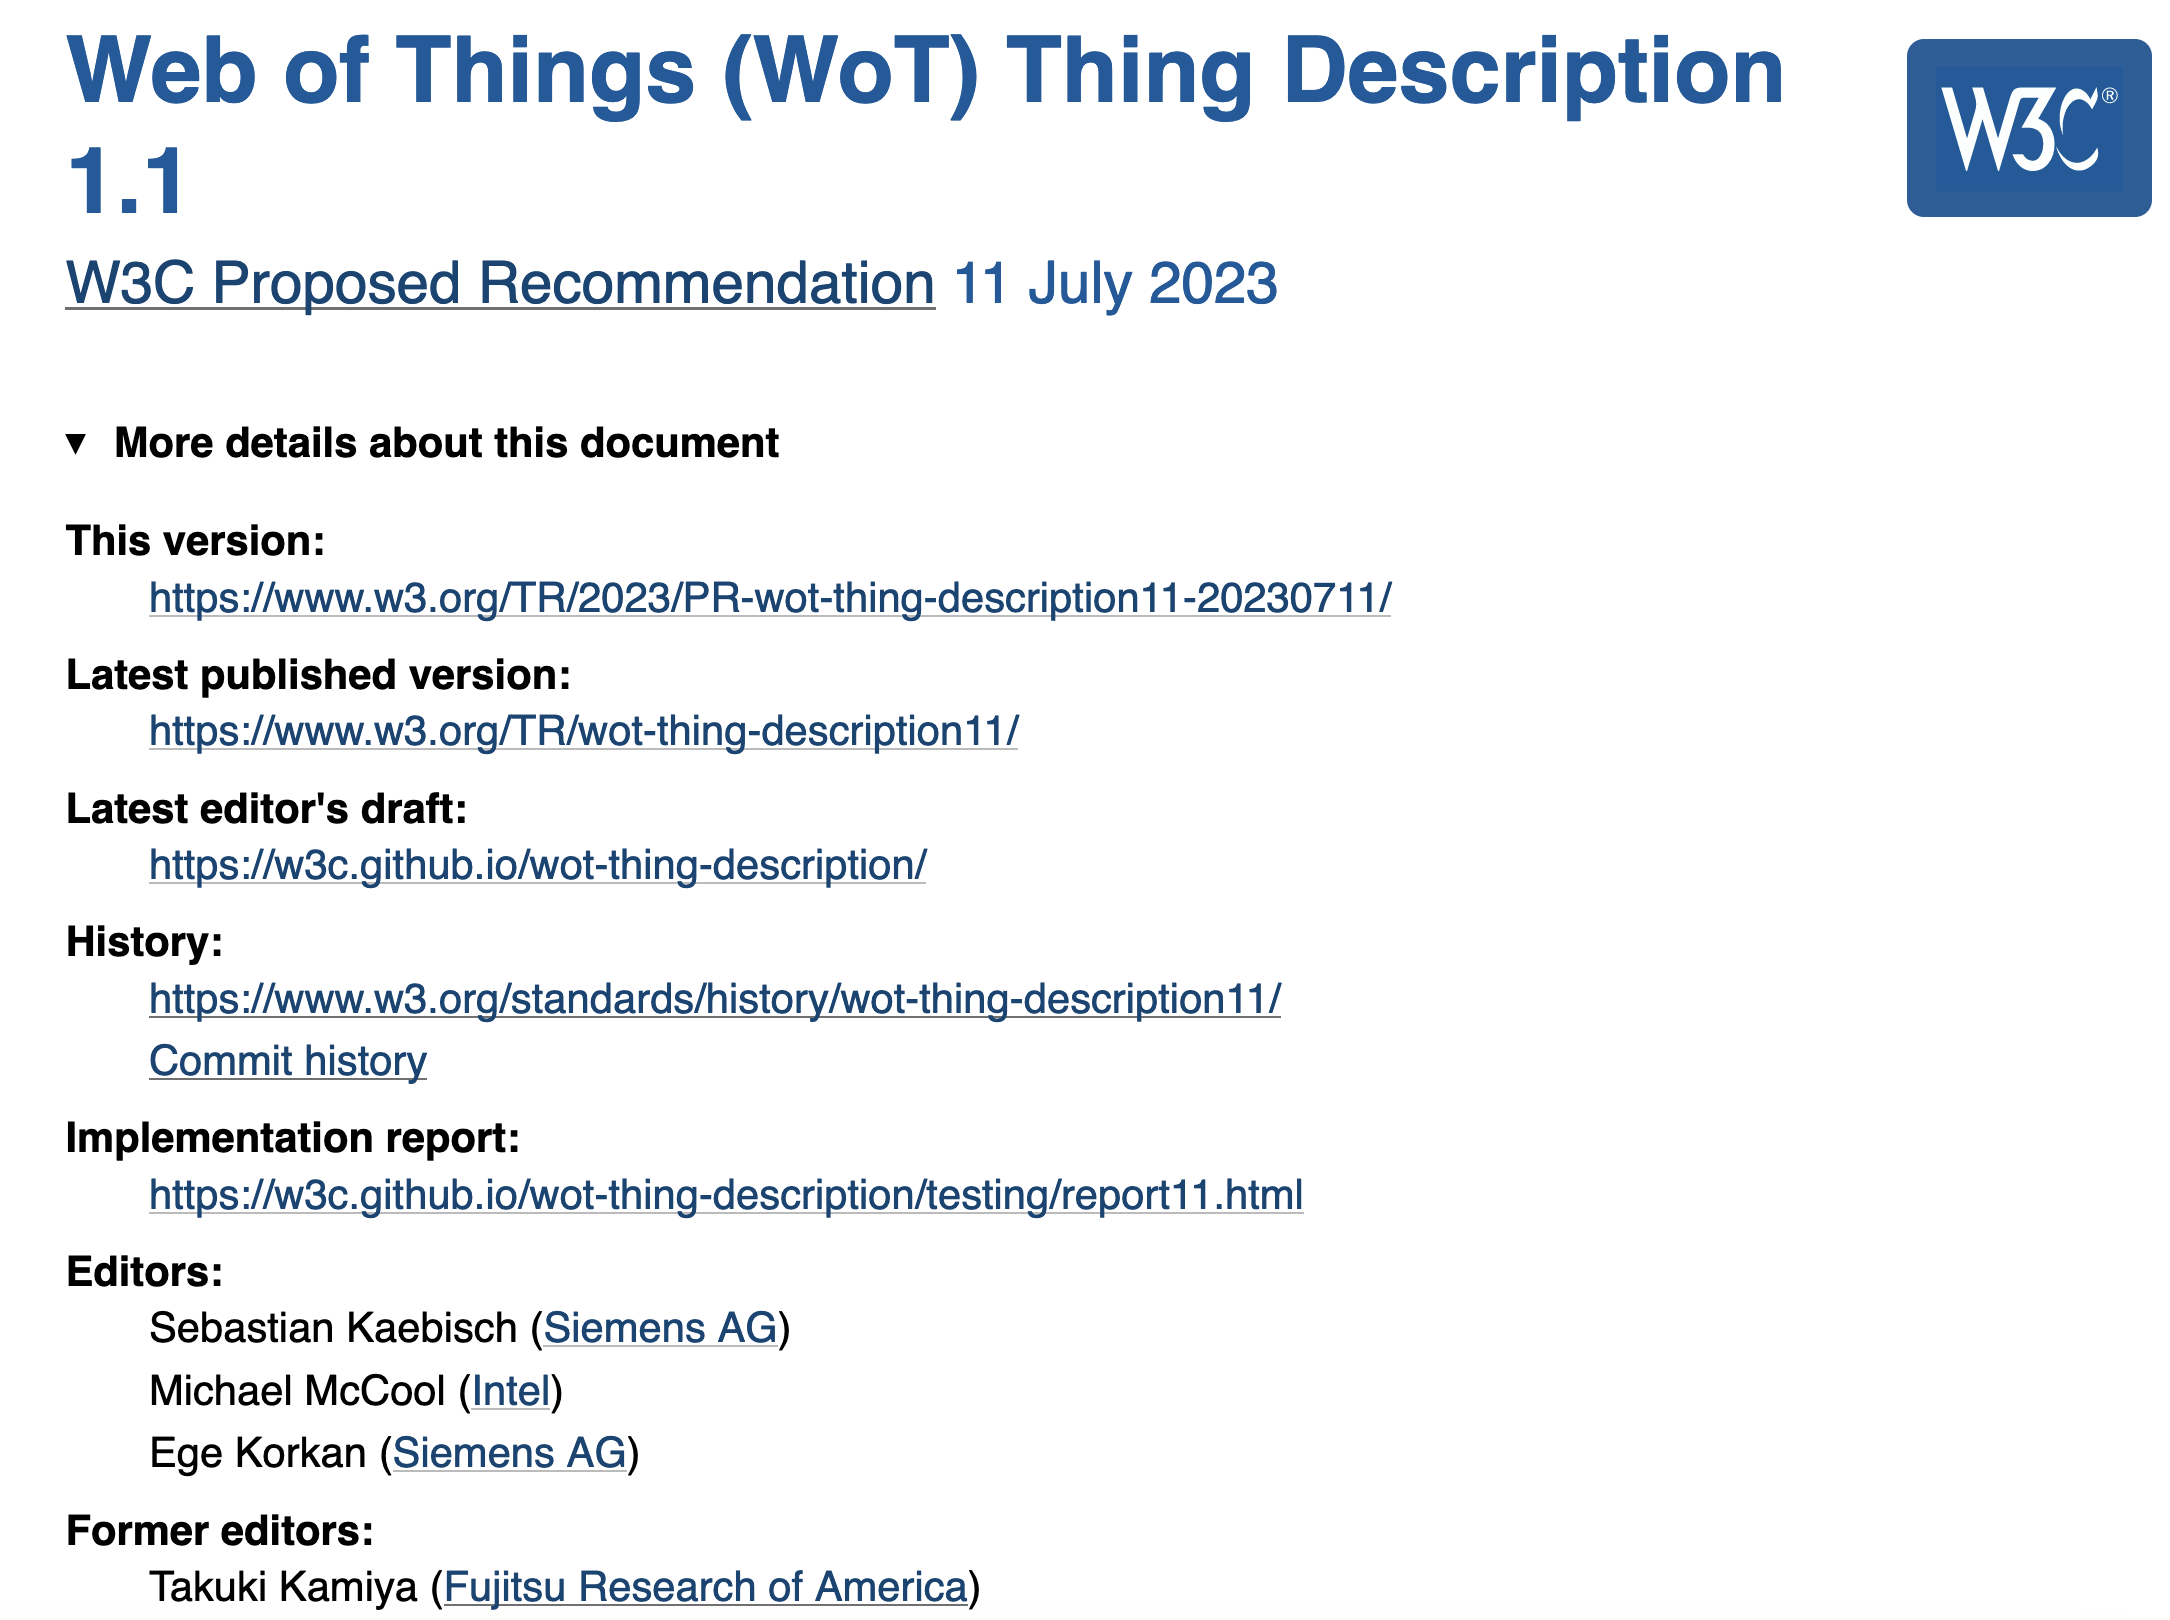 Web of Things (WoT) Thing Description
1.1
W3C®
W3C Proposed Recommendation 11 July 2023
▼ More details about this document
This version:
https://www.w3.org/TR/2023/PR-wot-thing-description11-20230711/
Latest published version:
https://www.w3.org/TR/wot-thing-description11/
Latest editor's draft:
https://w3c.github.io/wot-thing-description/
History:
https://www.w3.org/standards/history/wot-thing-description11/
Commit history
Implementation report:
https://w3c.github.io/wot-thing-description/testing/report11.html
Editors:
Sebastian Kaebisch (Siemens AG)
Michael McCool (Intel)
Ege Korkan (Siemens AG)
Former editors:
Takuki Kamiya (Fujitsu Research of America)